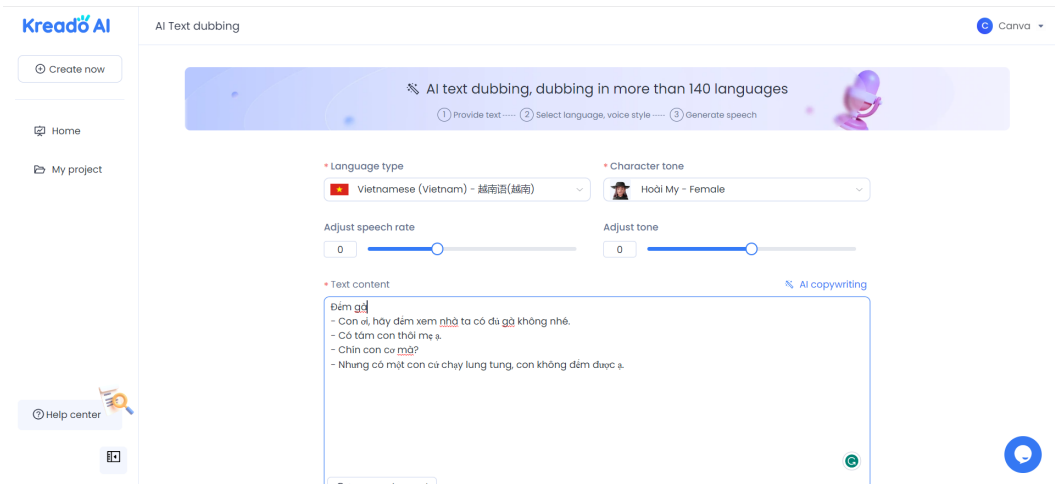 Kreado AI
AI Text dubbing
C Canva
Create now
Home
My project
AI text dubbing, dubbing in more than 140 languages
1 Provide text ····· 2 Select language, voice style ····· 3 Generate speech
* Language type
* Character tone
Vietnamese (Vietnam) - 越南语(越南)
Hoài My - Female
Adjust speech rate
Adjust tone
0
0
* Text content
AI copywriting
Đếm gà
- Con ơi, hãy đếm xem nhà ta có đủ gà không nhé.
- Có tám con thôi mẹ ạ.
- Chín con cơ mà?
- Nhưng có một con cứ chạy lung tung, con không đếm được ạ.
Help center